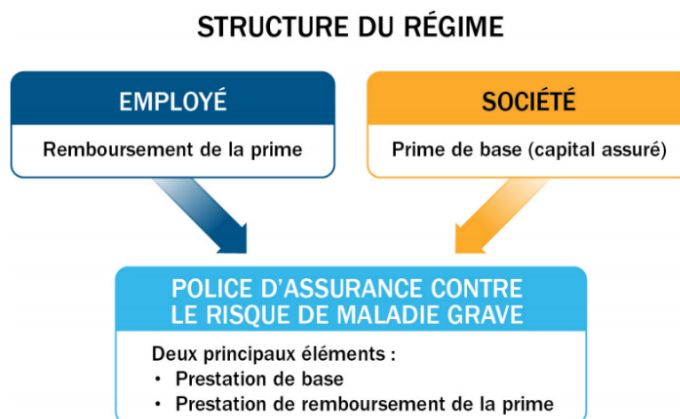 STRUCTURE DU RÉGIME
EMPLOYÉ
Remboursement de la prime
SOCIÉTÉ
Prime de base (capital assuré)
POLICE D'ASSURANCE CONTRE
LE RISQUE DE MALADIE GRAVE
Deux principaux éléments :
• Prestation de base
• Prestation de remboursement de la prime